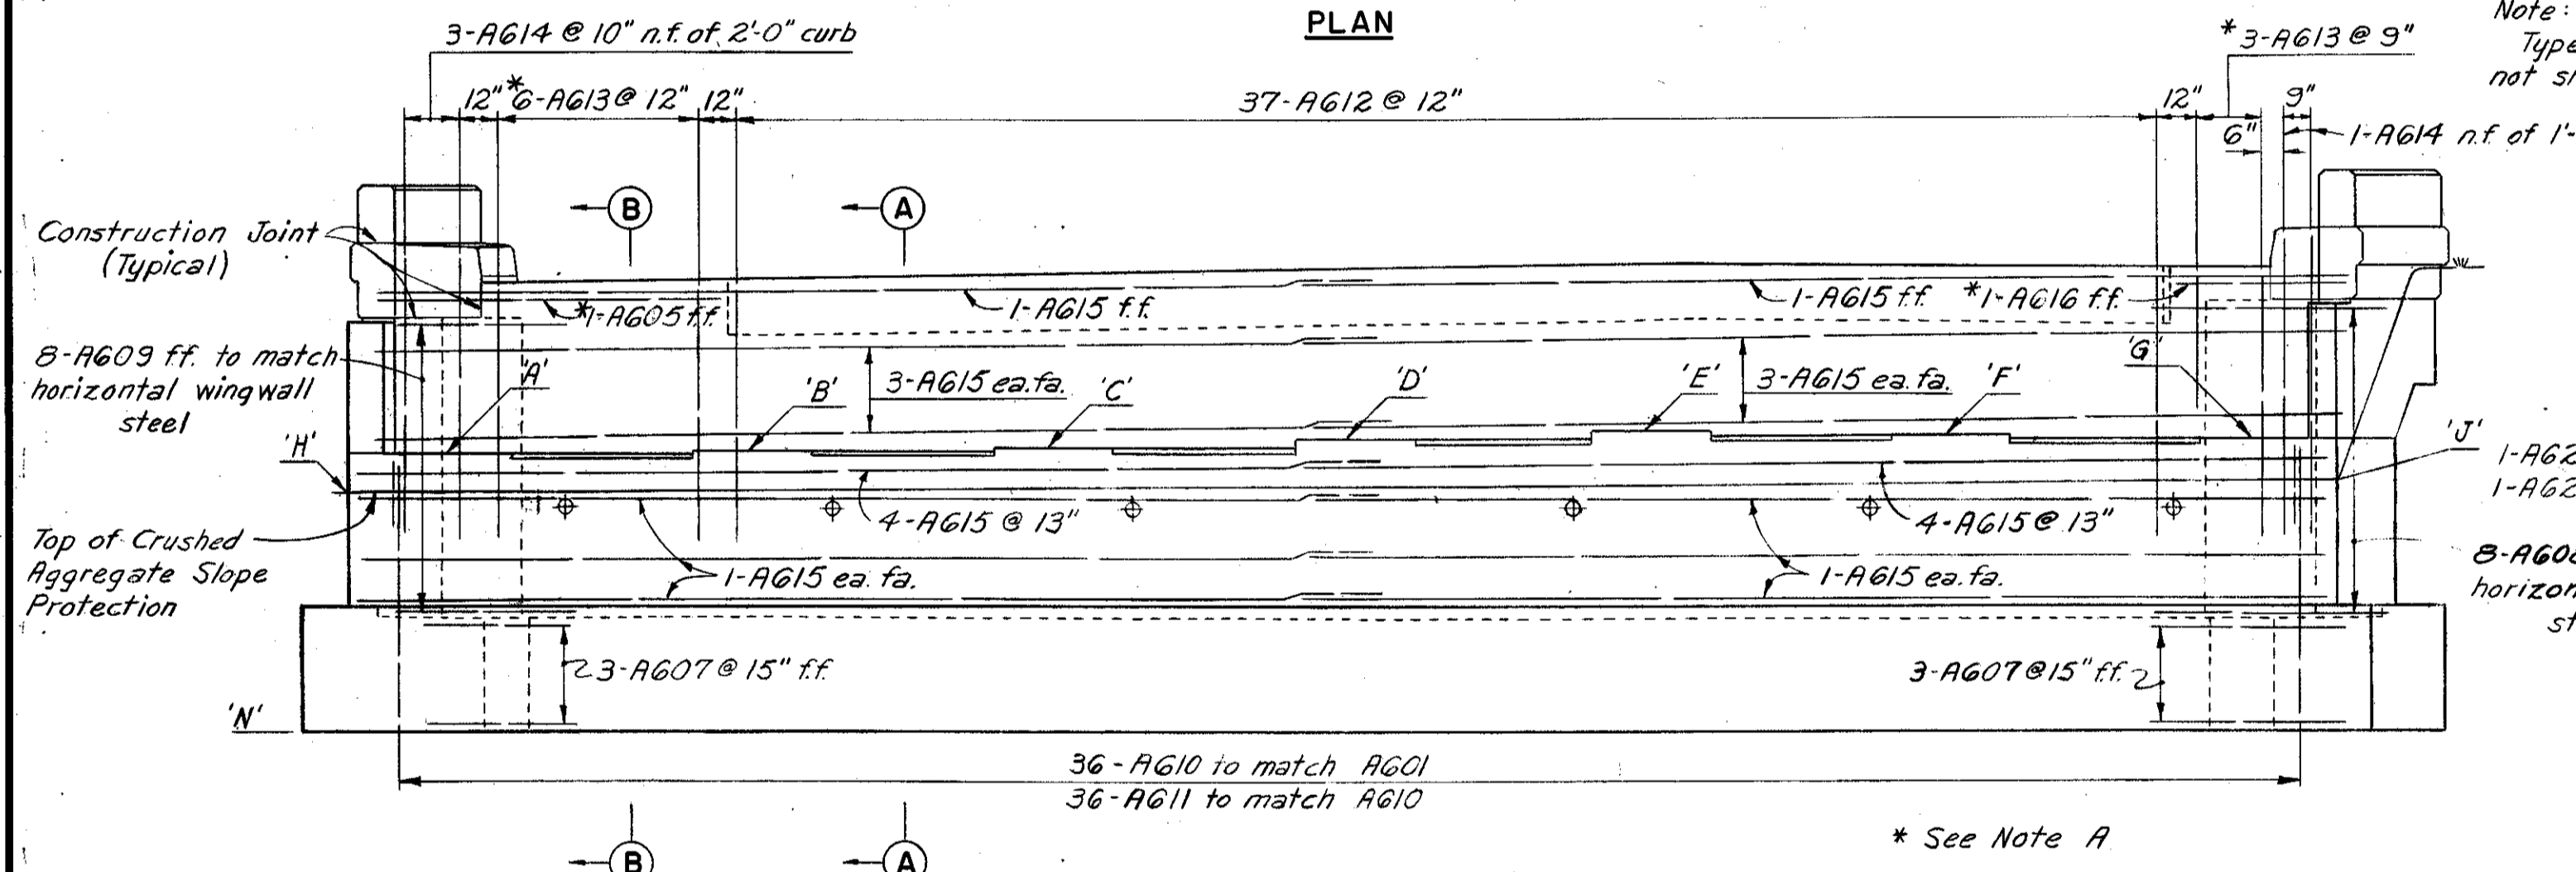 PLAN
3-A614 @ 10" n.f. of 2'-0" curb
* 3-A613 @ 9"
Note:
Type
not
12" *6-A613 @ 12" 12"
37-A612 @ 12"
12"
9"
6"
1-A614 n.f. of 1'-
B
A
Construction Joint
(Typical)
*1-A605 f.f.
1-A615 f.f.
1-A615 f.f.
*1-A616 f.f.
8-A609 f.f. to match
horizontal wingwall
steel
'A'
'B'
3-A615 ea. fa.
'C'
'D'
'E'
3-A615 ea. fa.
'F'
'G'
'H'
'J'
1-A62
1-A62
Top of Crushed
Aggregate Slope
Protection
4-A615 @ 13"
4-A615 @ 13"
1-A615 ea. fa.
1-A615 ea. fa.
8-A608
horizon
st
3-A607 @ 15" f.f.
3-A607 @ 15" f.f.
'N'
36 - A610 to match A601
36 - A611 to match A610
* See Note A
B
A